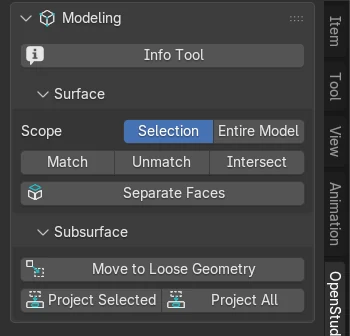 Modeling
Info Tool
Surface
Scope Selection Entire Model
Match Unmatch Intersect
Separate Faces
Subsurface
Move to Loose Geometry
Project Selected Project All
Item
Tool
View
Animation
OpenStud